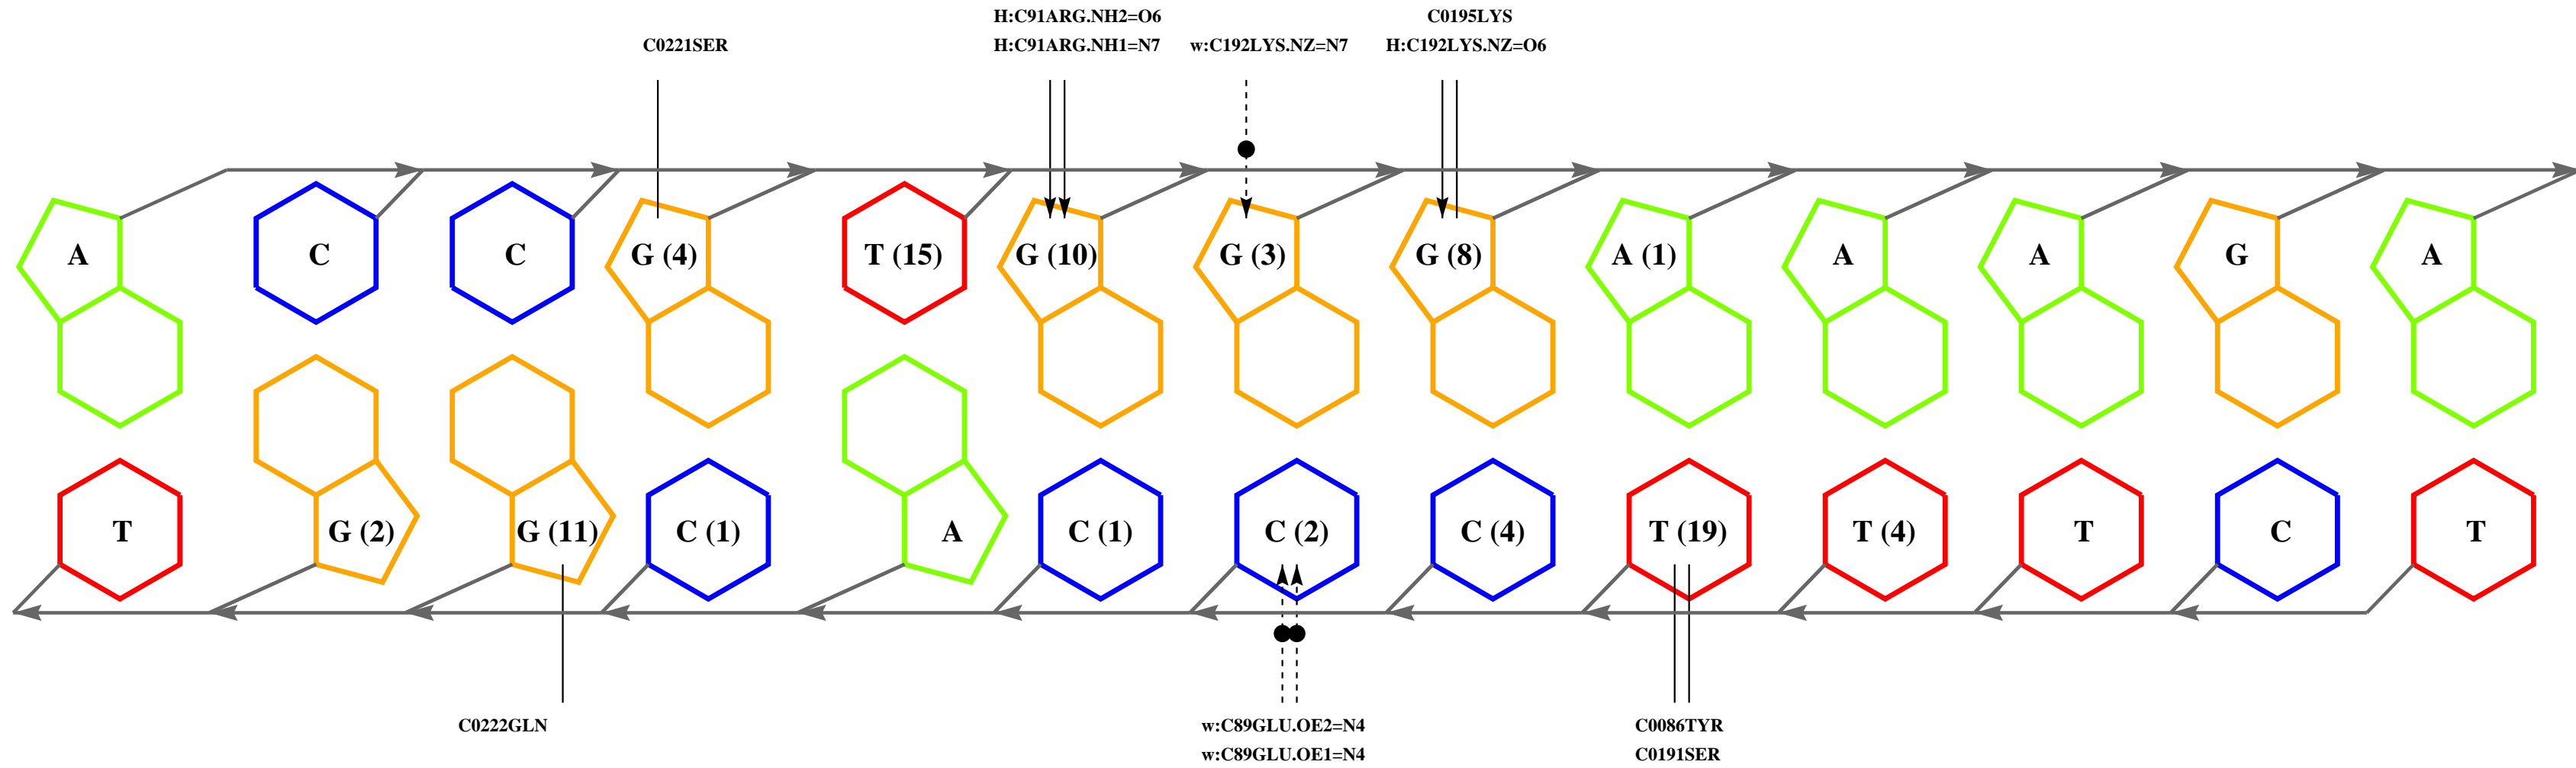 H:C91ARG.NH2=O6 C0195LYS
C0221SER H:C91ARG.NH1=N7 w:C192LYS.NZ=N7 H:C192LYS.NZ=O6
A C C G (4) T (15) G (10) G (3) G (8) A (1) A A G A
T G (2) G (11) C (1) A C (1) C (2) C (4) T (19) T (4) T C T
C0222GLN w:C89GLU.OE2=N4 C0086TYR
w:C89GLU.OE1=N4 C0191SER